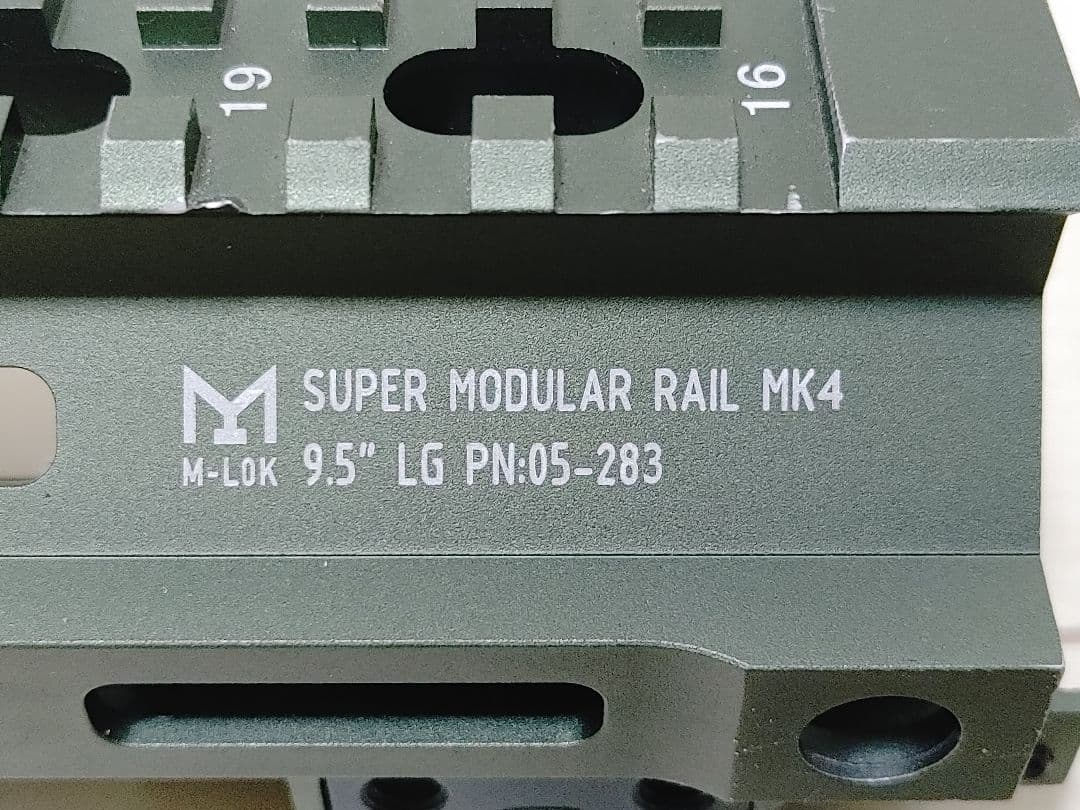 19
16
SUPER MODULAR RAIL MK4
M-LOK 9.5" LG PN:05-283